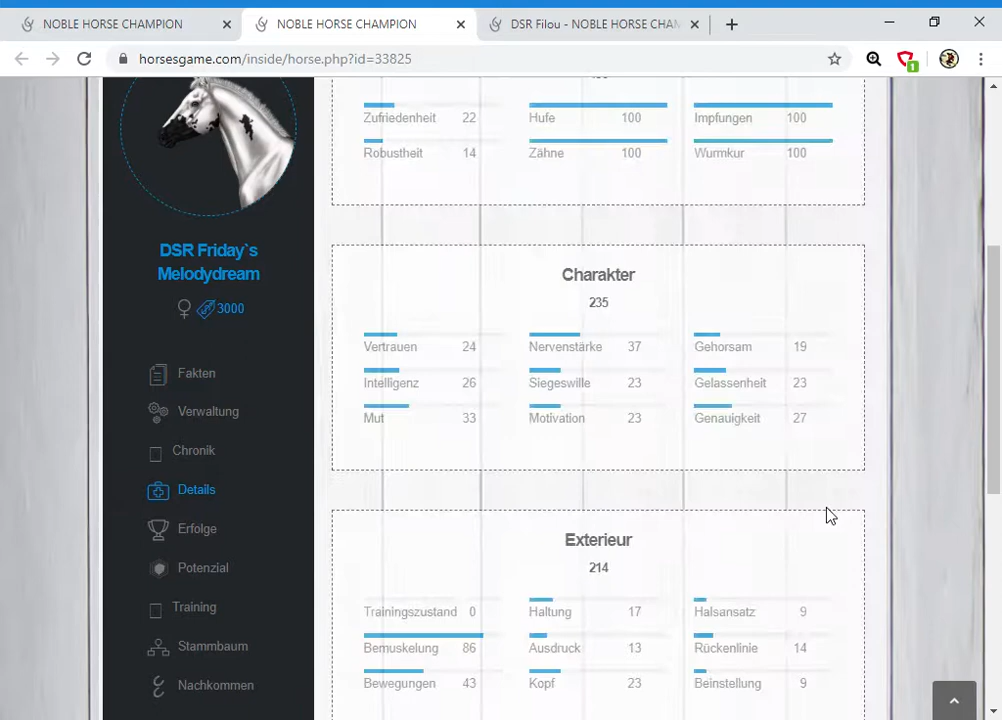 NOBLE HORSE CHAMPION
NOBLE HORSE CHAMPION
DSR Filou - NOBLE HORSE CHAM
horsesgame.com/inside/horse.php?id=33825
1
Zufriedenheit 22 Hufe 100 Impfungen 100
Robustheit 14 Zähne 100 Wurmkur 100
DSR Friday`s
Melodydream
3000
Fakten
Verwaltung
Chronik
Details
Erfolge
Potenzial
Training
Stammbaum
Nachkommen
Charakter
235
Vertrauen 24 Nervenstärke 37 Gehorsam 19
Intelligenz 26 Siegeswille 23 Gelassenheit 23
Mut 33 Motivation 23 Genauigkeit 27
Exterieur
214
Trainingszustand 0 Haltung 17 Halsansatz 9
Bemuskelung 86 Ausdruck 13 Rückenlinie 14
Bewegungen 43 Kopf 23 Beinstellung 9